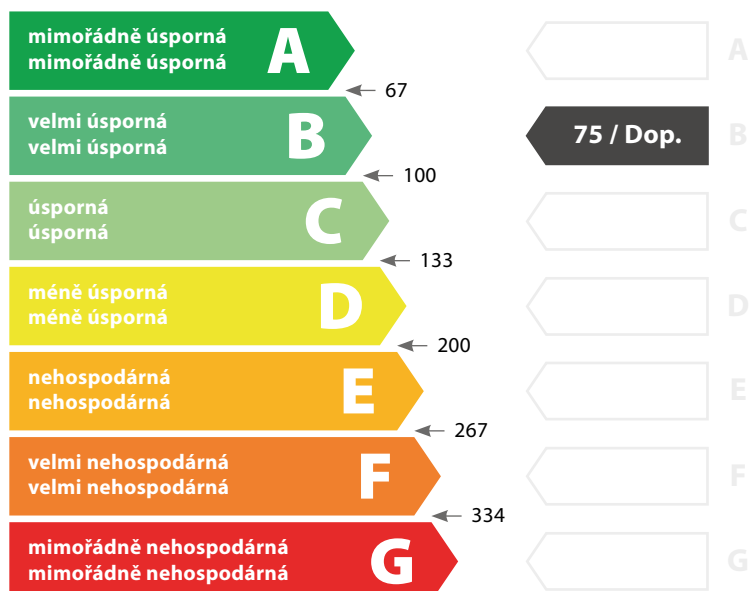 mimořádně úsporná
mimořádně úsporná
A
A
67
velmi úsporná
velmi úsporná
B
75 / Dop.
B
100
úsporná
úsporná
C
C
133
méně úsporná
méně úsporná
D
D
200
nehospodárná
nehospodárná
E
E
267
velmi nehospodárná
velmi nehospodárná
F
F
334
mimořádně nehospodárná
mimořádně nehospodárná
G
G